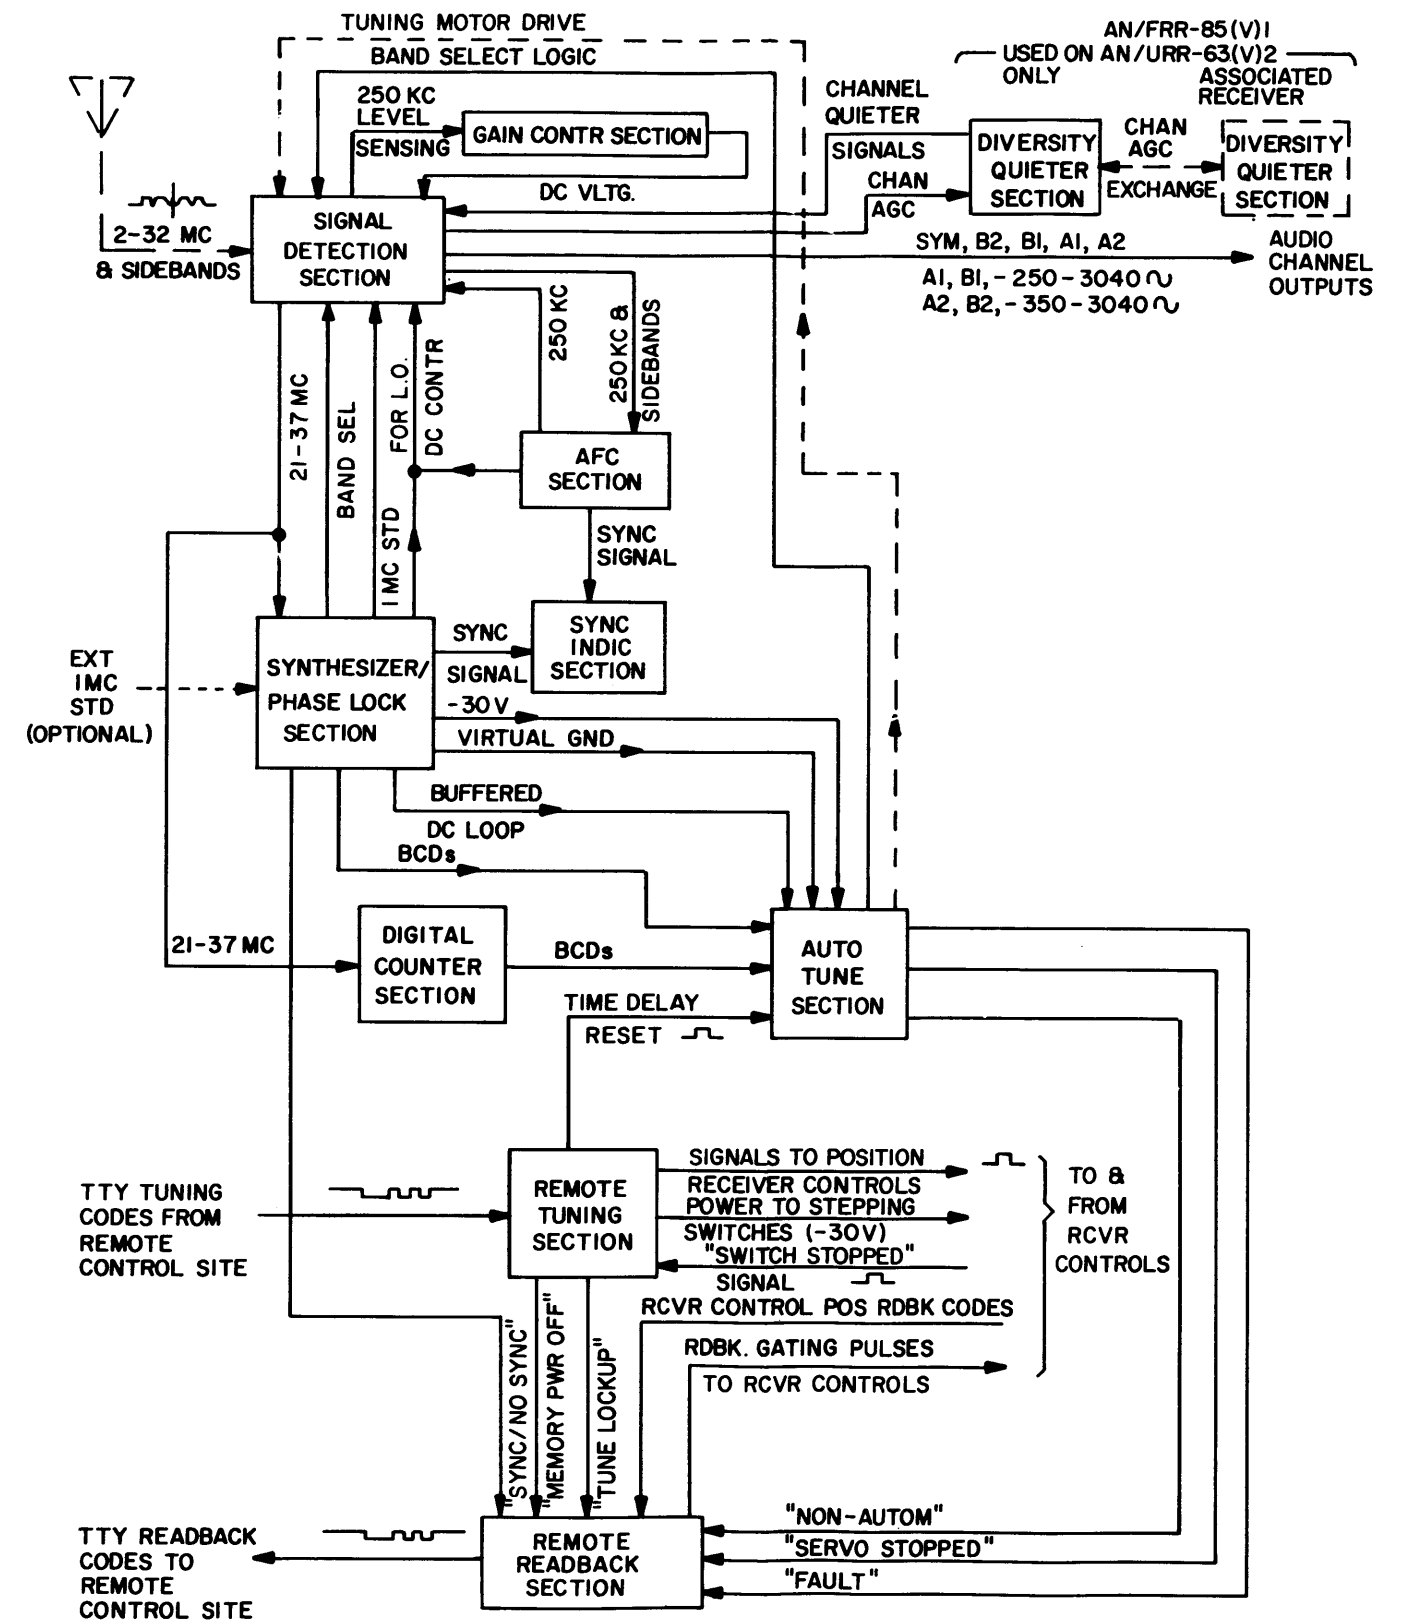 TUNING MOTOR DRIVE
BAND SELECT LOGIC
AN/FRR-85(V)1
USED ON AN/URR-63(V)2
ONLY
ASSOCIATED
RECEIVER
250 KC
LEVEL
SENSING
GAIN CONTR SECTION
DC VLTG.
CHANNEL
QUIETER
SIGNALS
CHAN
AGC
DIVERSITY
QUIETER
SECTION
CHAN
AGC
EXCHANGE
DIVERSITY
QUIETER
SECTION
2-32 MC
& SIDEBANDS
SIGNAL
DETECTION
SECTION
SYM, B2, B1, A1, A2
A1, B1,-250-3040∿
A2, B2,-350-3040∿
AUDIO
CHANNEL
OUTPUTS
21-37 MC
BAND SEL
1 MC STD
FOR L.O.
DC CONTR
250 KC
250 KC &
SIDEBANDS
AFC
SECTION
SYNC
SIGNAL
SYNC
INDIC
SECTION
EXT
1MC
STD
(OPTIONAL)
SYNTHESIZER/
PHASE LOCK
SECTION
SYNC
SIGNAL
-30V
VIRTUAL GND
BUFFERED
DC LOOP
BCDs
21-37 MC
DIGITAL
COUNTER
SECTION
BCDs
AUTO
TUNE
SECTION
TIME DELAY
RESET
TTY TUNING
CODES FROM
REMOTE
CONTROL SITE
REMOTE
TUNING
SECTION
SIGNALS TO POSITION
RECEIVER CONTROLS
POWER TO STEPPING
SWITCHES (-30V)
"SWITCH STOPPED"
SIGNAL
RCVR CONTROL POS RDBK CODES
RDBK. GATING PULSES
TO RCVR CONTROLS
TO &
FROM
RCVR
CONTROLS
"SYNC/NO SYNC"
"MEMORY PWR OFF"
"TUNE LOCKUP"
TTY READBACK
CODES TO
REMOTE
CONTROL SITE
REMOTE
READBACK
SECTION
"NON-AUTOM"
"SERVO STOPPED"
"FAULT"